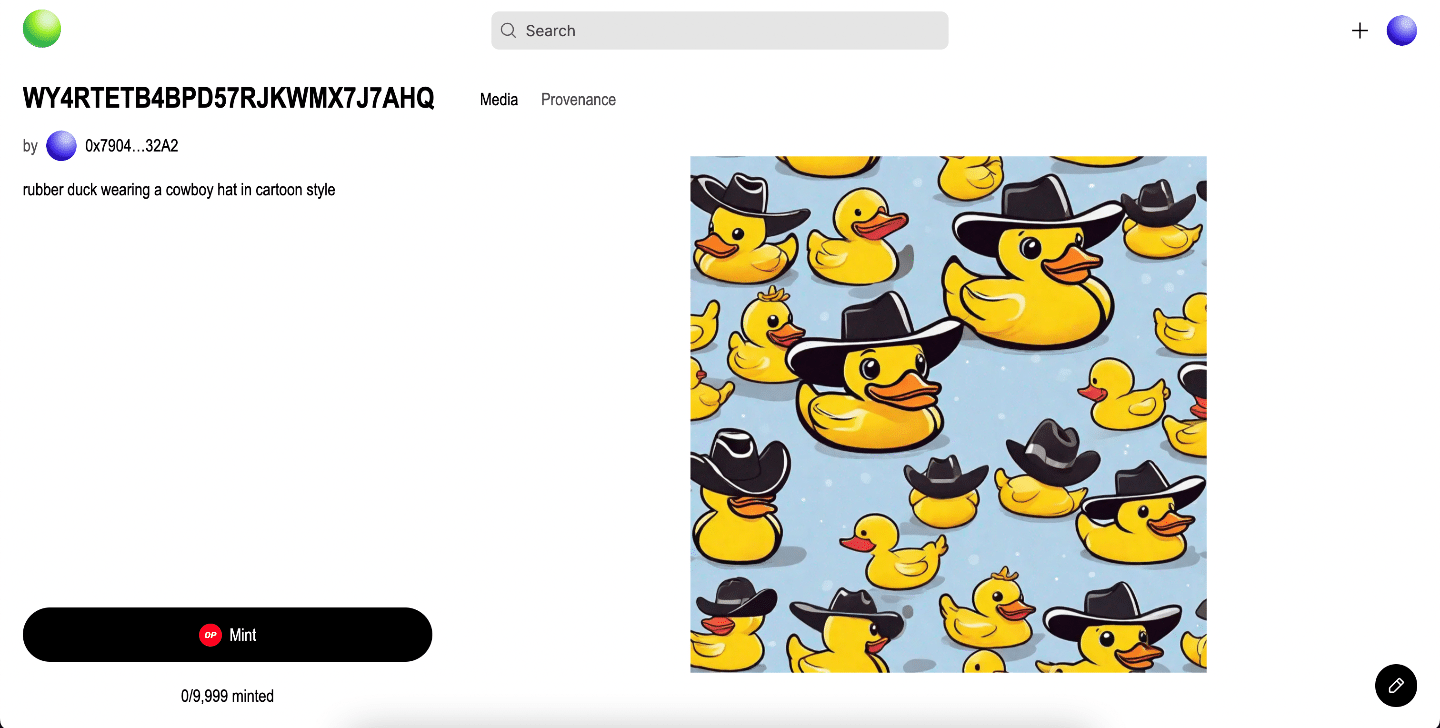 Search
WY4RTETB4BPD57RJKWMX7J7AHQ
Media
Provenance
by 0x7904...32A2
rubber duck wearing a cowboy hat in cartoon style
OP Mint
0/9,999 minted